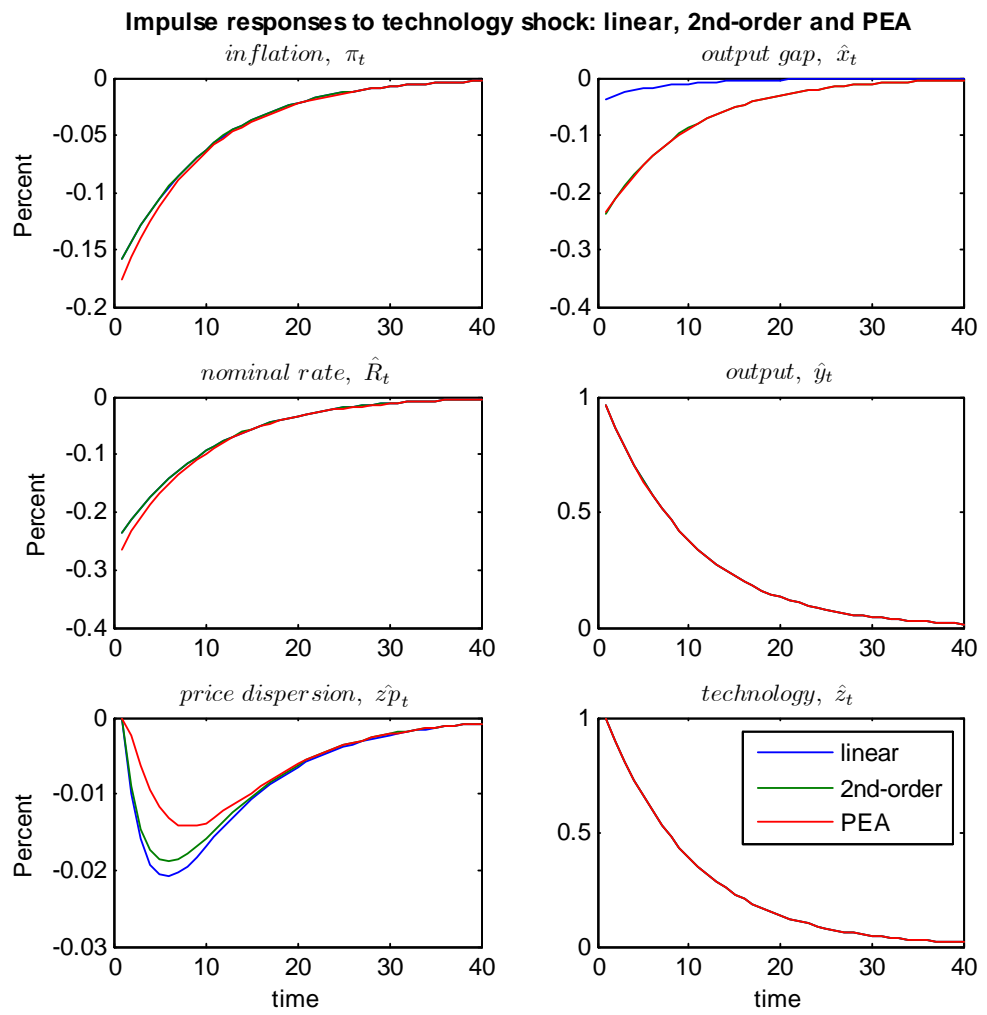 Impulse responses to technology shock: linear, 2nd-order and PEA
inflation, π_t
output gap, x̂_t
Percent
0
-0.05
-0.1
-0.15
-0.2
0 10 20 30 40
0
-0.1
-0.2
-0.3
-0.4
0 10 20 30 40
nominal rate, R̂_t
output, ŷ_t
Percent
0
-0.1
-0.2
-0.3
-0.4
0 10 20 30 40
1
0.5
0
0 10 20 30 40
price dispersion, ẑp_t
technology, ẑ_t
Percent
0
-0.01
-0.02
-0.03
0 10 20 30 40
time
1
0.5
0
0 10 20 30 40
time
linear
2nd-order
PEA